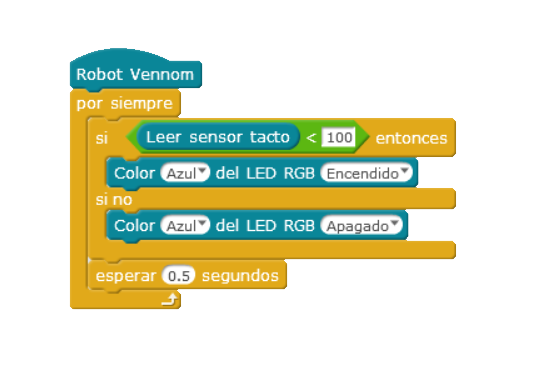 Robot Vennom
por siempre
si Leer sensor tacto < 100 entonces
Color Azul del LED RGB Encendido
si no
Color Azul del LED RGB Apagado
esperar 0.5 segundos